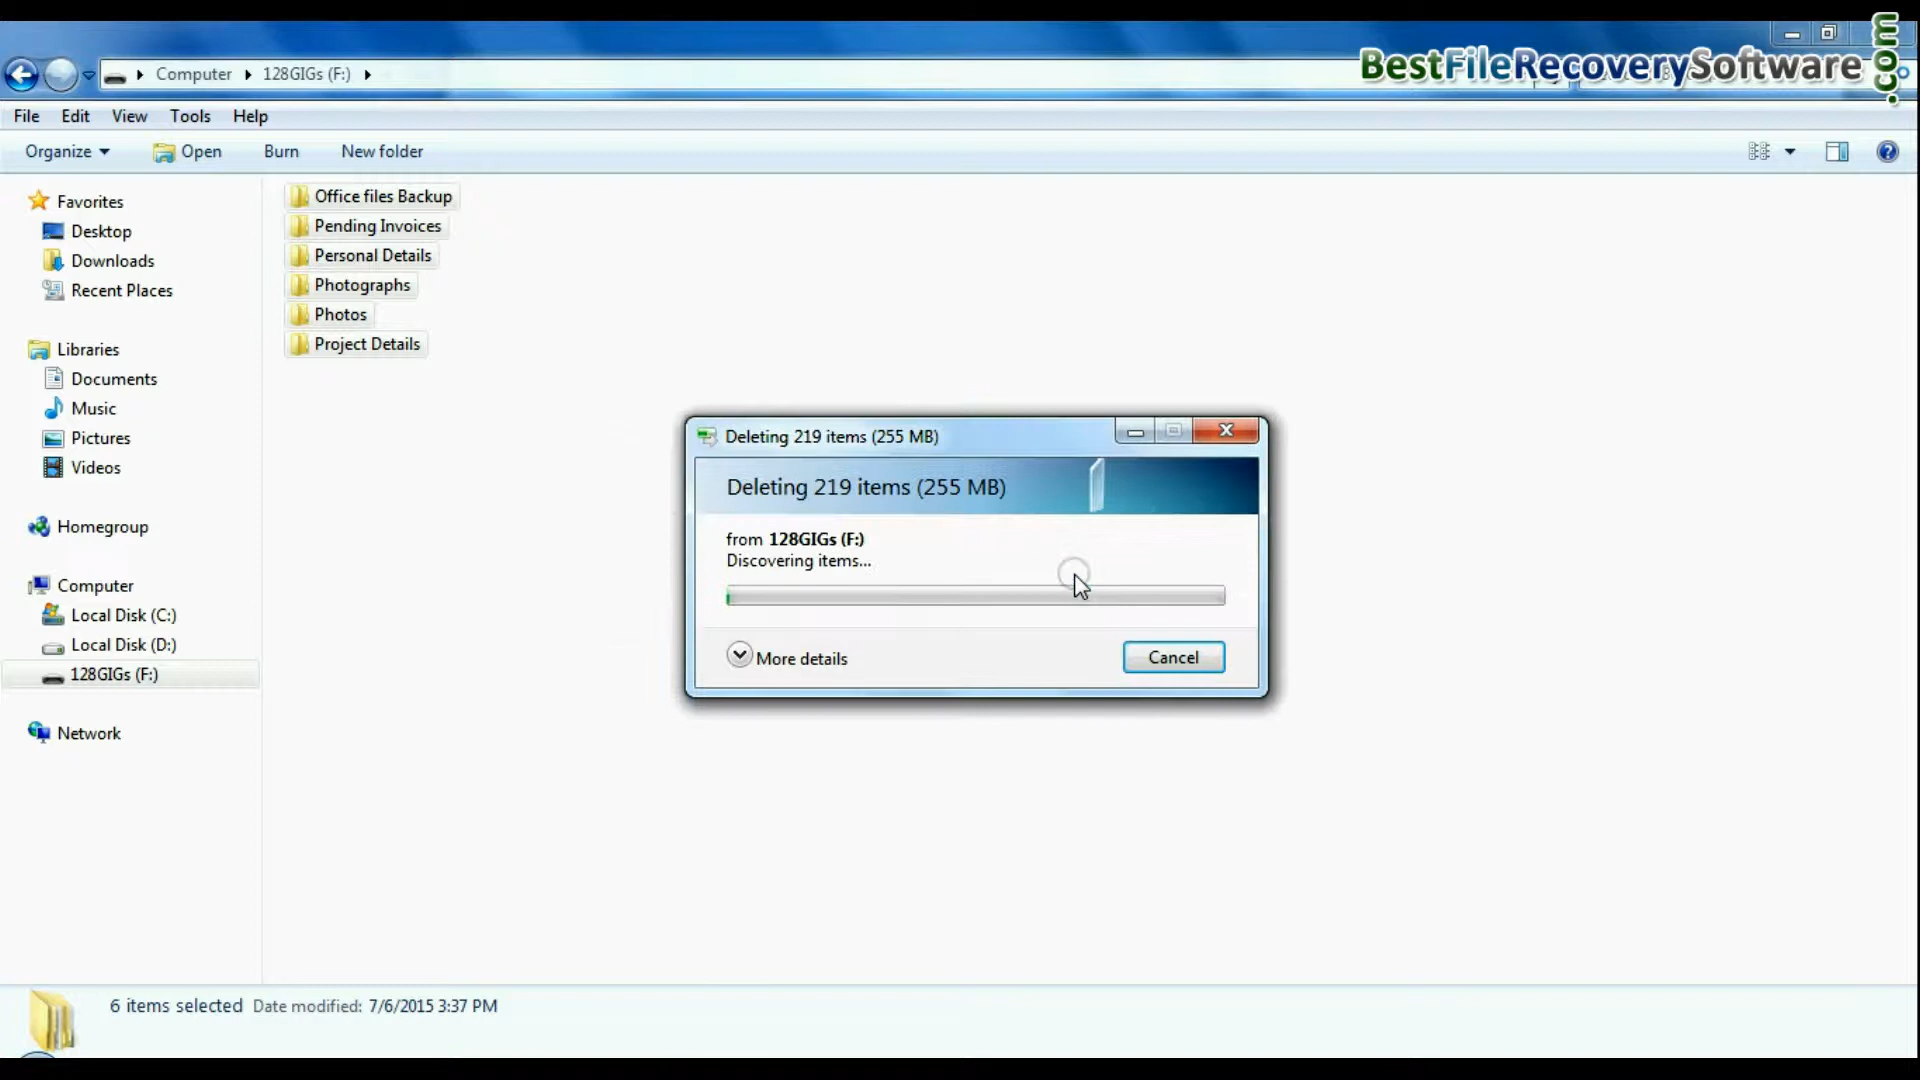 BestFileRecoverySoftware.com
Computer 128GIGs (F:)
File Edit View Tools Help
Organize Open Burn New folder
Favorites
Desktop
Downloads
Recent Places
Libraries
Documents
Music
Pictures
Videos
Homegroup
Computer
Local Disk (C:)
Local Disk (D:)
128GIGs (F:)
Network
Office files Backup
Pending Invoices
Personal Details
Photographs
Photos
Project Details
Deleting 219 items (255 MB)
Deleting 219 items (255 MB)
from 128GIGs (F:)
Discovering items...
More details
Cancel
6 items selected Date modified: 7/6/2015 3:37 PM